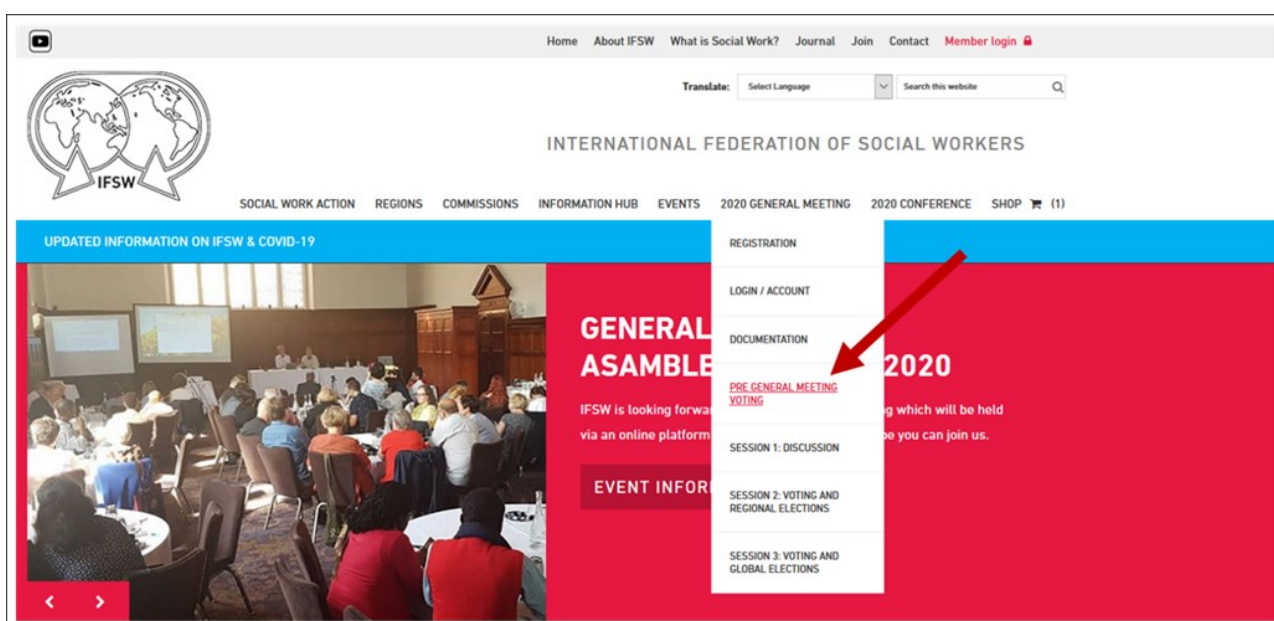 Home About IFSW What is Social Work? Journal Join Contact Member login
Translate: Select Language Search this website
IFSW
INTERNATIONAL FEDERATION OF SOCIAL WORKERS
SOCIAL WORK ACTION REGIONS COMMISSIONS INFORMATION HUB EVENTS 2020 GENERAL MEETING 2020 CONFERENCE SHOP (1)
UPDATED INFORMATION ON IFSW & COVID-19
REGISTRATION
LOGIN / ACCOUNT
DOCUMENTATION
PRE GENERAL MEETING
VOTING
SESSION 1: DISCUSSION
SESSION 2: VOTING AND
REGIONAL ELECTIONS
SESSION 3: VOTING AND
GLOBAL ELECTIONS
GENERAL
ASAMBLE 2020
IFSW is looking forwa which will be held
via an online platform you can join us.
EVENT INFOR